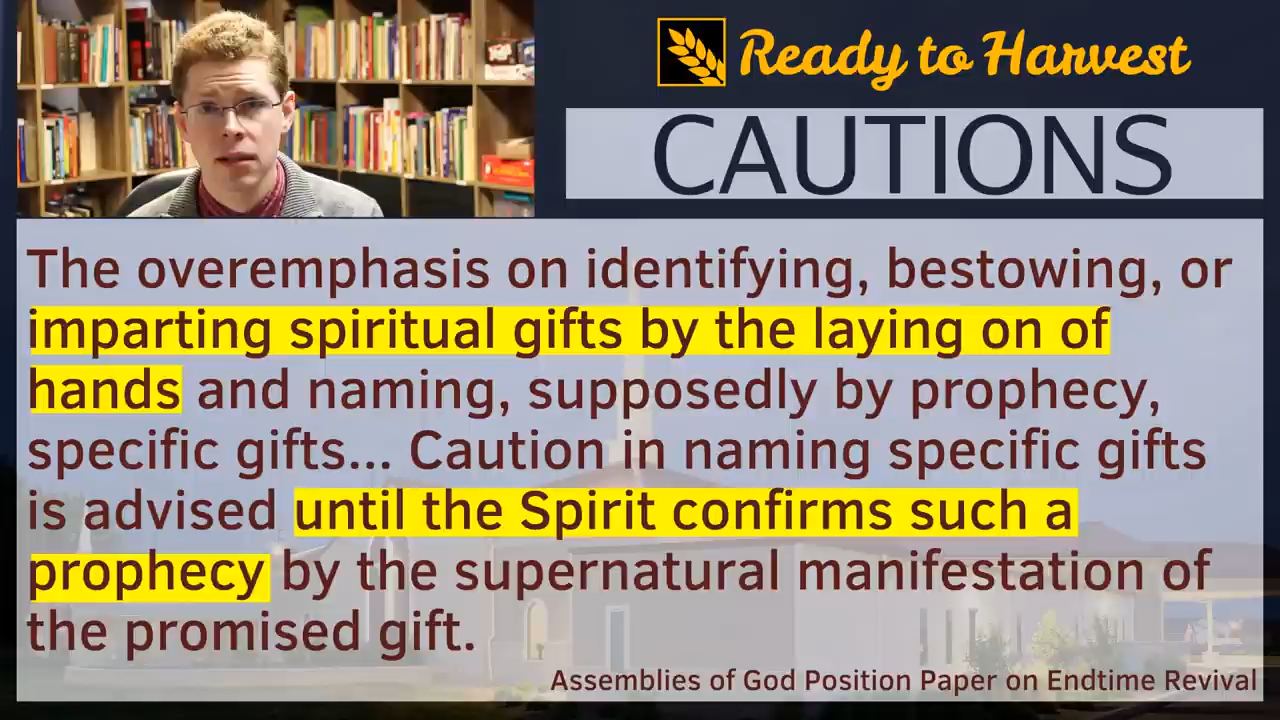 Ready to Harvest
CAUTIONS
The overemphasis on identifying, bestowing, or
imparting spiritual gifts by the laying on of
hands and naming, supposedly by prophecy,
specific gifts... Caution in naming specific gifts
is advised until the Spirit confirms such a
prophecy by the supernatural manifestation of
the promised gift.
Assemblies of God Position Paper on Endtime Revival